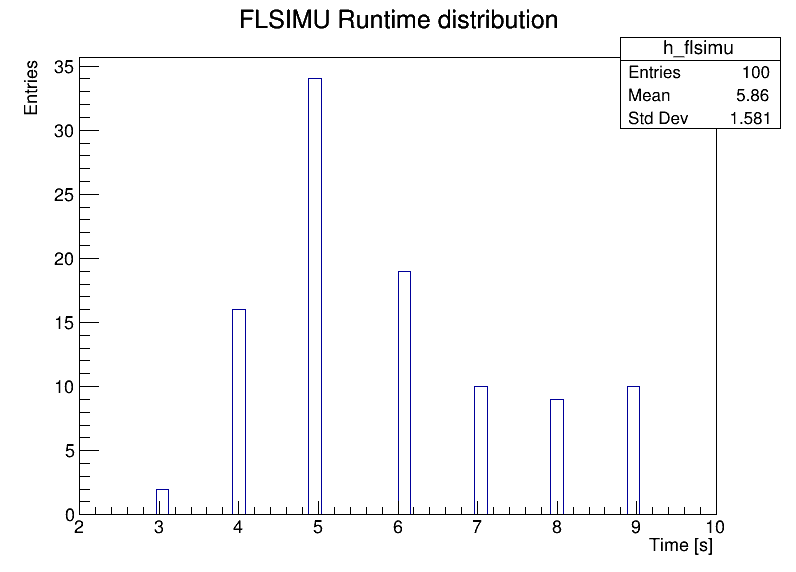 FLSIMU Runtime distribution
h_flsimu
Entries 100
Mean 5.86
Std Dev 1.581
Entries
35
30
25
20
15
10
5
0
2 3 4 5 6 7 8 9 10
Time [s]